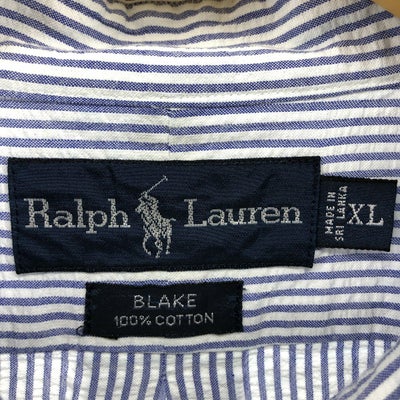 Ralph Lauren
MADE IN
SRI LANKA
XL
BLAKE
100% COTTON